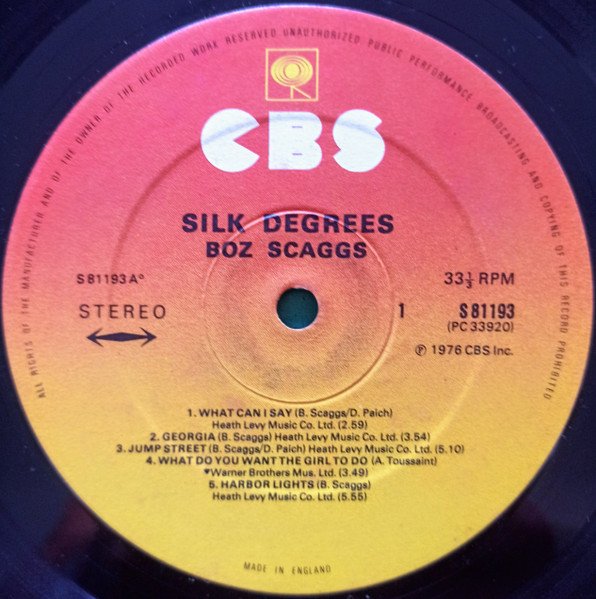 ALL RIGHTS OF THE MANUFACTURER AND OF THE OWNER OF THE RECORDED WORK RESERVED UNAUTHORIZED PUBLIC PERFORMANCE BROADCASTING AND COPYING OF THIS RECORD PROHIBITED
CBS
SILK DEGREES
BOZ SCAGGS
S 81193 A°
33⅓ RPM
STEREO
1 S 81193
(PC 33920)
℗ 1976 CBS Inc.
1. WHAT CAN I SAY (B. Scaggs/D. Paich)
Heath Levy Music Co. Ltd. (2.59)
2. GEORGIA (B. Scaggs) Heath Levy Music Co. Ltd. (3.54)
3. JUMP STREET (B. Scaggs/D. Paich) Heath Levy Music Co. Ltd. (5.10)
4. WHAT DO YOU WANT THE GIRL TO DO (A. Toussaint)
*Warner Brothers Mus. Ltd. (3.49)
5. HARBOR LIGHTS (B. Scaggs)
Heath Levy Music Co. Ltd. (5.55)
MADE IN ENGLAND